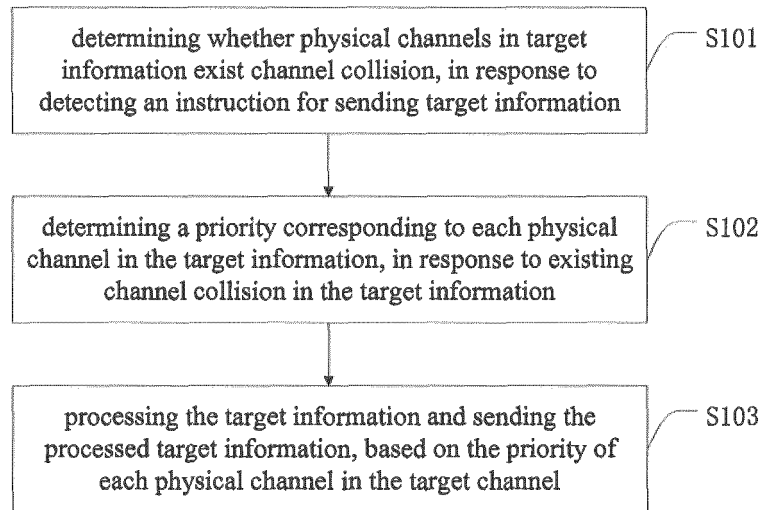 determining whether physical channels in target
information exist channel collision, in response to
detecting an instruction for sending target information
S101
determining a priority corresponding to each physical
channel in the target information, in response to existing
channel collision in the target information
S102
processing the target information and sending the
processed target information, based on the priority of
each physical channel in the target channel
S103